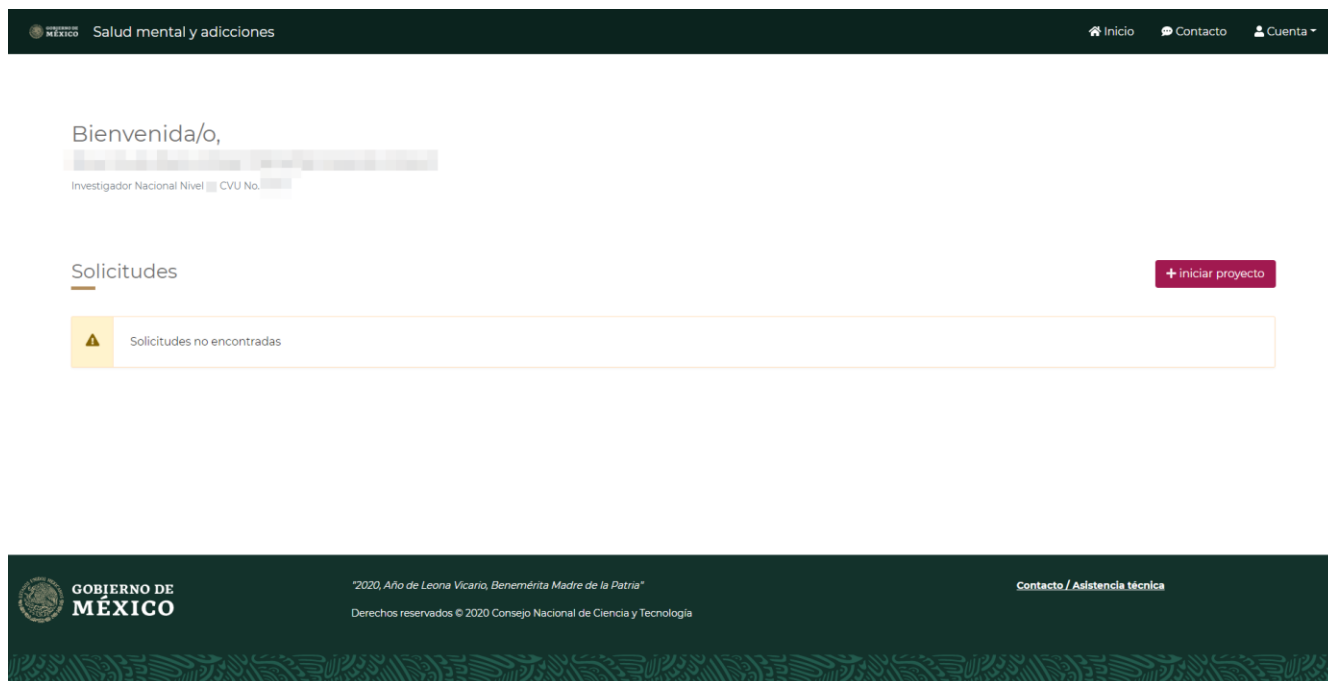 GOBIERNO DE MÉXICO Salud mental y adicciones Inicio Contacto Cuenta
Bienvenida/o,
Investigador Nacional Nivel CVU No.
Solicitudes
+ iniciar proyecto
Solicitudes no encontradas
GOBIERNO DE
MÉXICO
"2020, Año de Leona Vicario, Benemérita Madre de la Patria"
Derechos reservados © 2020 Consejo Nacional de Ciencia y Tecnología
Contacto / Asistencia técnica